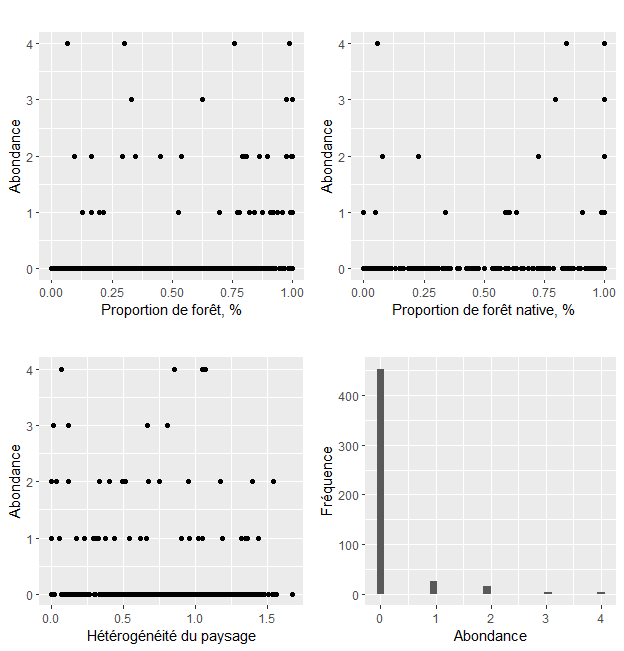 4
3
2
1
0
Abondance
0.00 0.25 0.50 0.75 1.00
Proportion de forêt, %
4
3
2
1
0
Abondance
0.00 0.25 0.50 0.75 1.00
Proportion de forêt native, %
4
3
2
1
0
Abondance
0.0 0.5 1.0 1.5
Hétérogénéité du paysage
400
300
200
100
0
Fréquence
0 1 2 3 4
Abondance